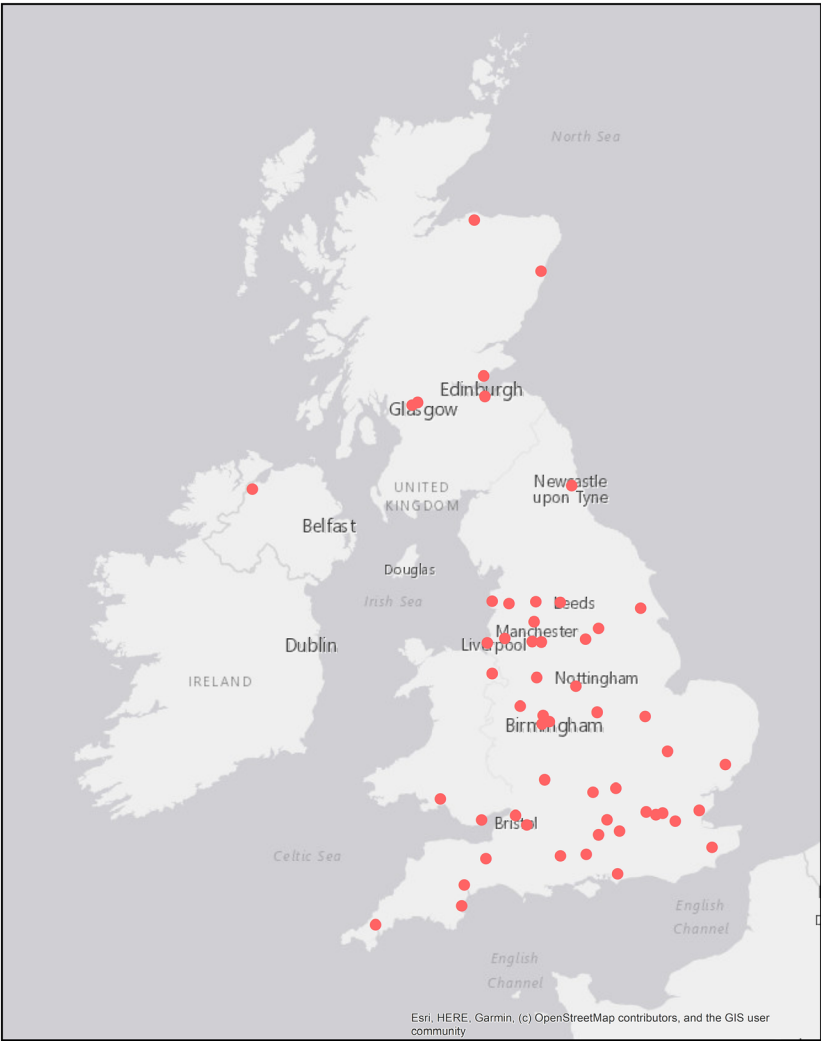 North Sea
Edinburgh
Glasgow
UNITED
KINGDOM
Newcastle
upon Tyne
Belfast
Douglas
Irish Sea
Leeds
Manchester
Liverpool
Dublin
IRELAND
Nottingham
Birmingham
Bristol
Celtic Sea
English
Channel
D
English
Channel
Esri, HERE, Garmin, (c) OpenStreetMap contributors, and the GIS user
community